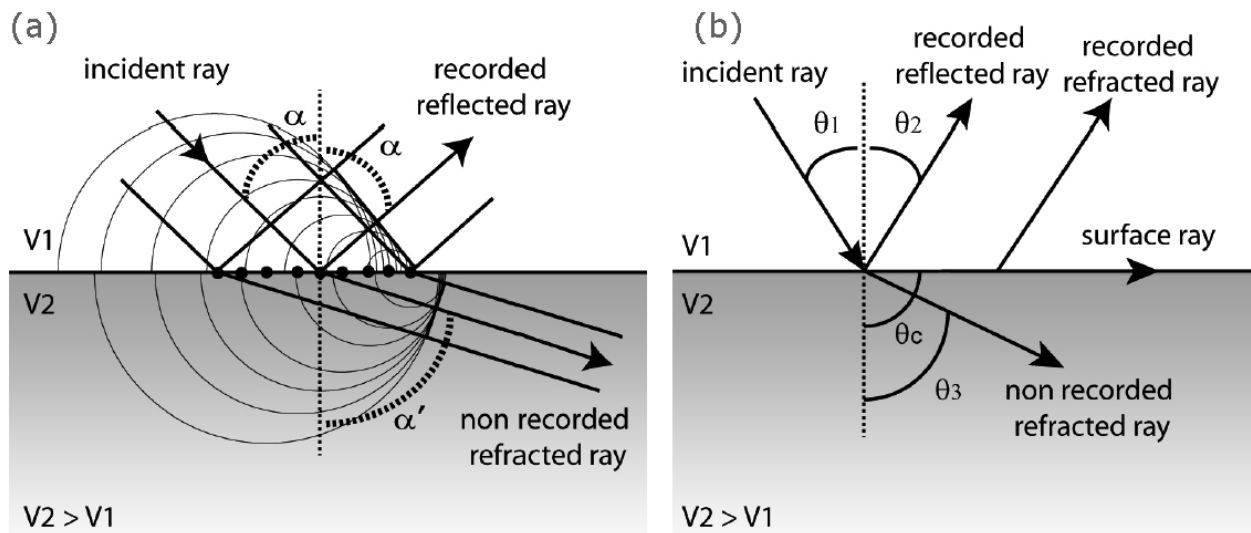 (a)
incident ray
recorded
reflected ray
α
α
V1
V2
α'
non recorded
refracted ray
V2 > V1
(b)
incident ray
recorded
reflected ray
recorded
refracted ray
θ1
θ2
V1
surface ray
V2
θc
θ3
non recorded
refracted ray
V2 > V1